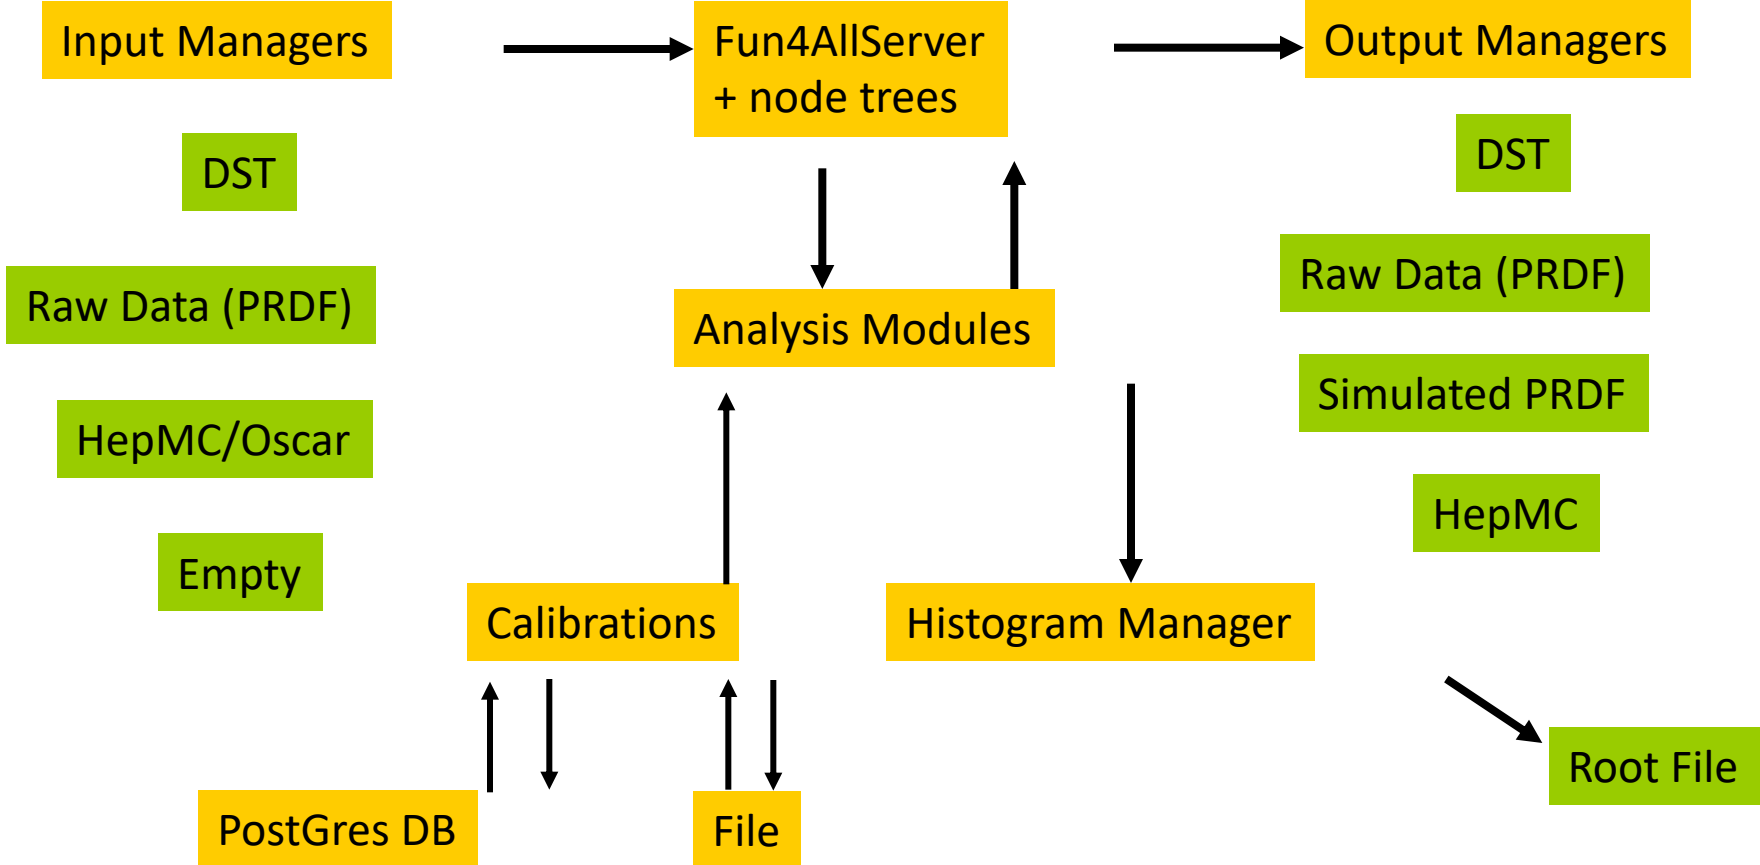 Input Managers
Fun4AllServer
+ node trees
Output Managers
DST
DST
Raw Data (PRDF)
Raw Data (PRDF)
Analysis Modules
Simulated PRDF
HepMC/Oscar
HepMC
Empty
Calibrations
Histogram Manager
Root File
PostGres DB
File